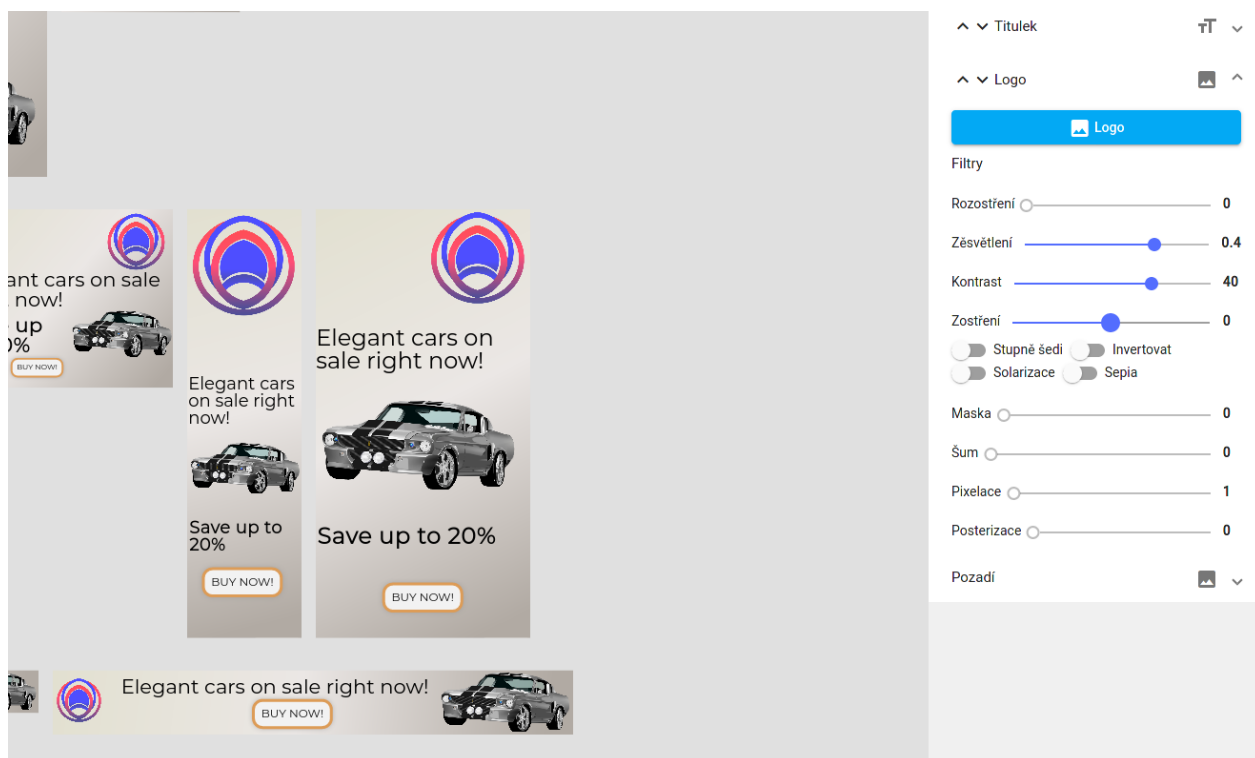 Titulek
Logo
Logo
Filtry
Rozostření 0
Zėsvětlení 0.4
Kontrast 40
Zostření 0
Stupně šedi Invertovat
Solarizace Sepia
Maska 0
Šum 0
Pixelace 1
Posterizace 0
Pozadí
ant cars on sale
now!
up
%
BUY NOW!
Elegant cars
on sale right
now!
Save up to
20%
BUY NOW!
Elegant cars on
sale right now!
Save up to 20%
BUY NOW!
Elegant cars on sale right now!
BUY NOW!